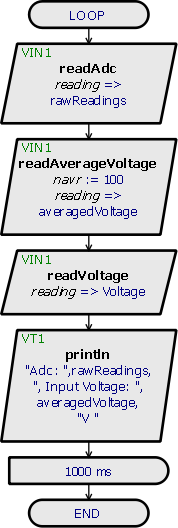 LOOP
VIN1
readAdc
reading =>
rawReadings
VIN1
readAverageVoltage
navr := 100
reading =>
averagedVoltage
VIN1
readVoltage
reading => Voltage
VT1
println
"Adc: ",rawReadings,
", Input Voltage: ",
averagedVoltage,
"V "
1000 ms
END